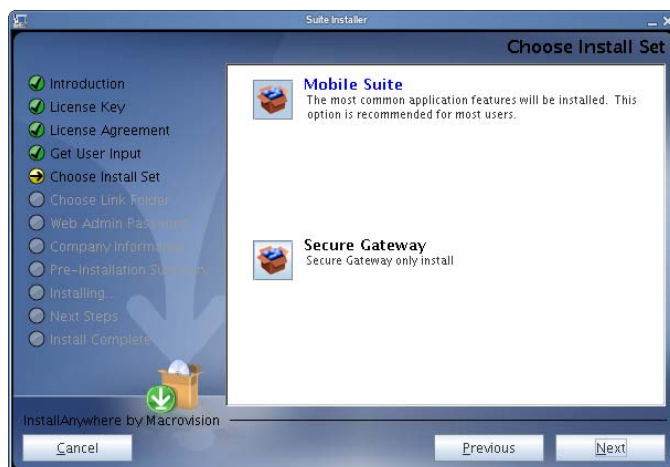 Suite Installer
Choose Install Set
Introduction
License Key
License Agreement
Get User Input
Choose Install Set
Choose Link Folder
Web Admin Password
Company Information
Pre-Installation Summary
Installing...
Next Steps
Install Complete
Mobile Suite
The most common application features will be installed. This
option is recommended for most users.
Secure Gateway
Secure Gateway only install
InstallAnywhere by Macrovision
Cancel
Previous
Next